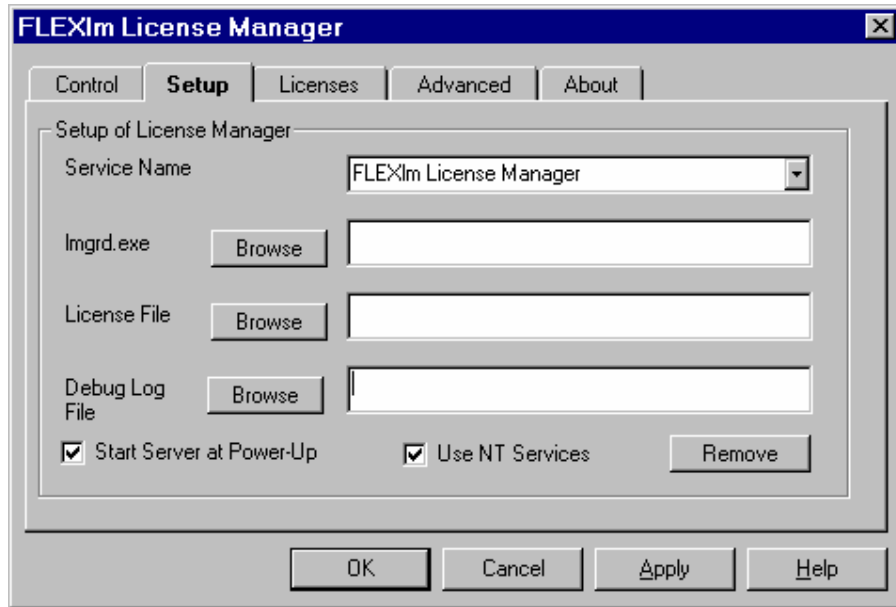 FLEXlm License Manager
Control Setup Licenses Advanced About
Setup of License Manager
Service Name FLEXlm License Manager
lmgrd.exe Browse
License File Browse
Debug Log
File Browse
Start Server at Power-Up Use NT Services Remove
OK Cancel Apply Help